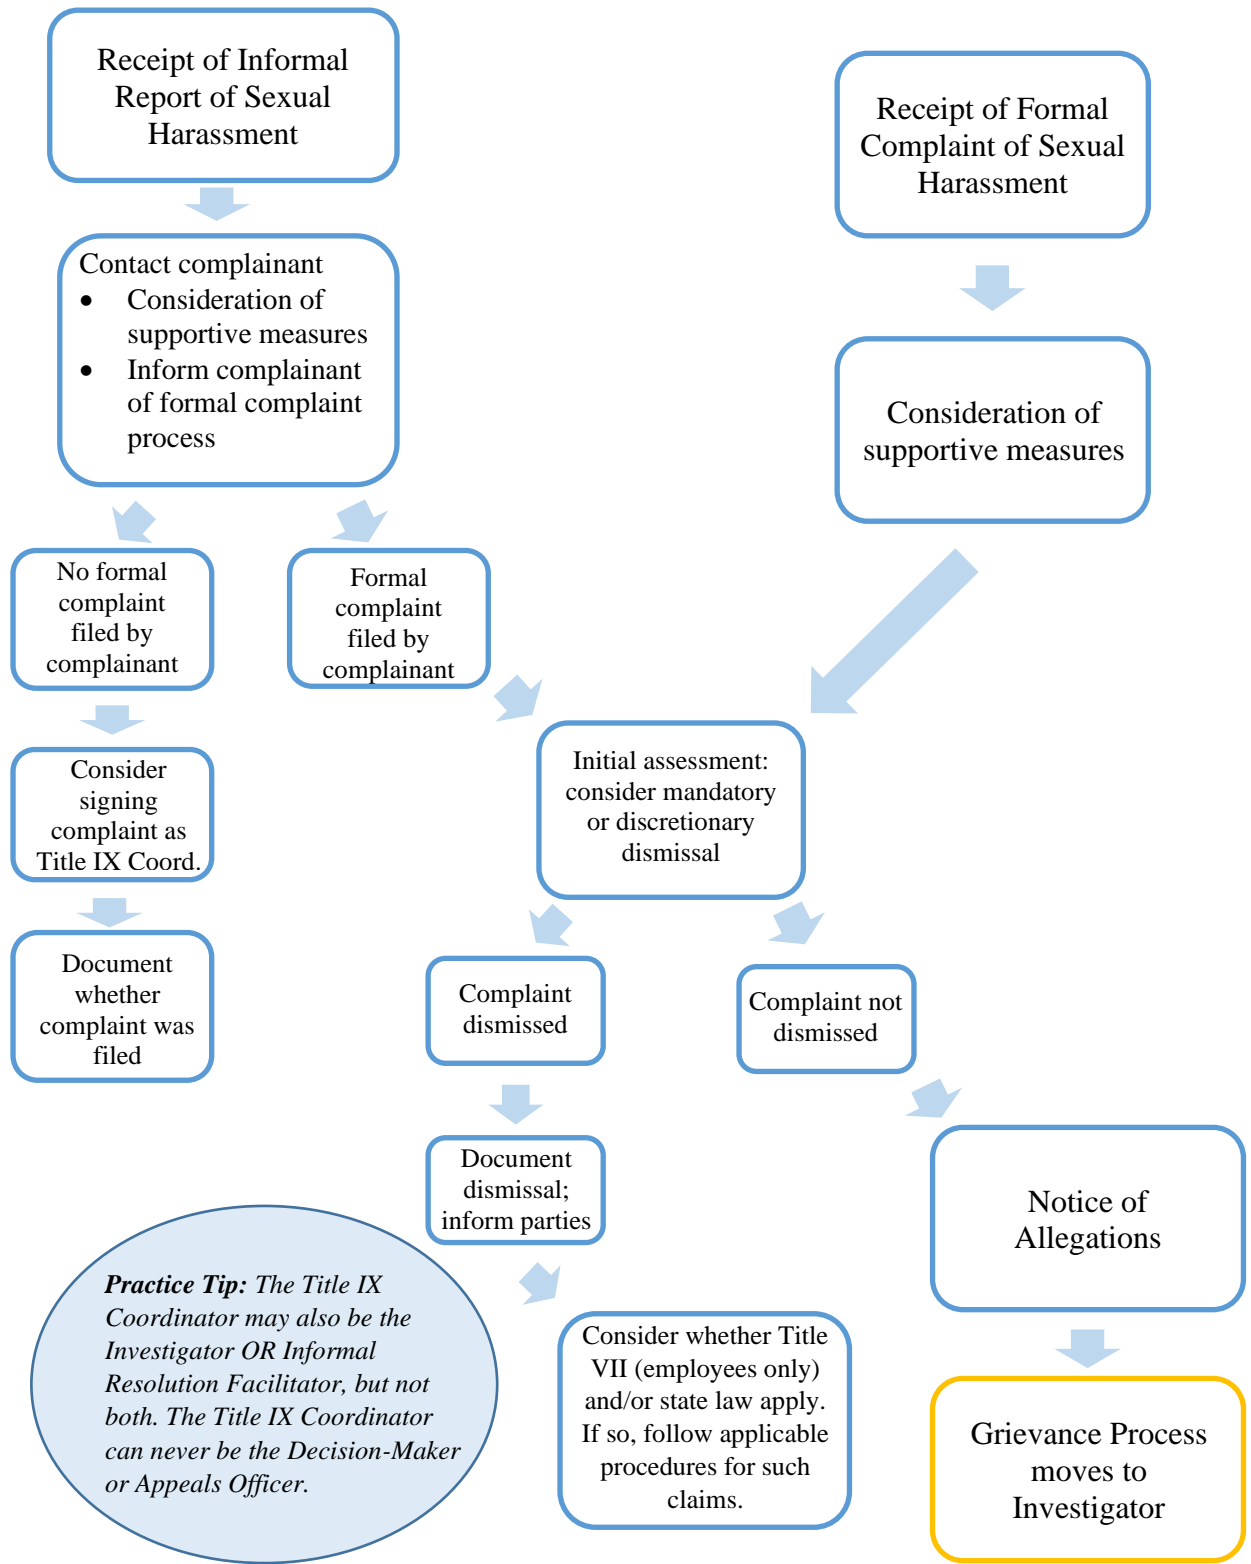 Receipt of Informal
Report of Sexual
Harassment
Receipt of Formal
Complaint of Sexual
Harassment
Contact complainant
• Consideration of
supportive measures
• Inform complainant
of formal complaint
process
Consideration of
supportive measures
No formal
complaint
filed by
complainant
Formal
complaint
filed by
complainant
Consider
signing
complaint as
Title IX Coord.
Initial assessment:
consider mandatory
or discretionary
dismissal
Document
whether
complaint was
filed
Complaint
dismissed
Complaint not
dismissed
Document
dismissal;
inform parties
Notice of
Allegations
Practice Tip: The Title IX
Coordinator may also be the
Investigator OR Informal
Resolution Facilitator, but not
both. The Title IX Coordinator
can never be the Decision-Maker
or Appeals Officer.
Consider whether Title
VII (employees only)
and/or state law apply.
If so, follow applicable
procedures for such
claims.
Grievance Process
moves to
Investigator